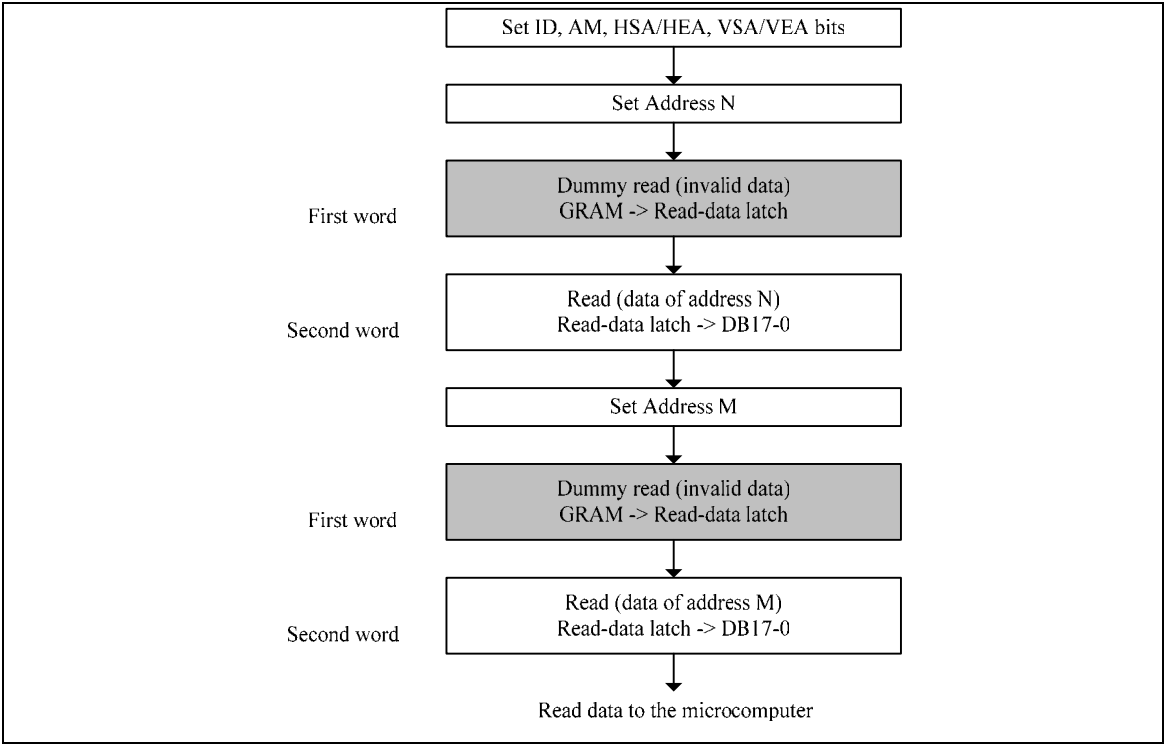 Set ID, AM, HSA/HEA, VSA/VEA bits
Set Address N
Dummy read (invalid data)
GRAM -> Read-data latch
First word
Read (data of address N)
Read-data latch -> DB17-0
Second word
Set Address M
Dummy read (invalid data)
GRAM -> Read-data latch
First word
Read (data of address M)
Read-data latch -> DB17-0
Second word
Read data to the microcomputer